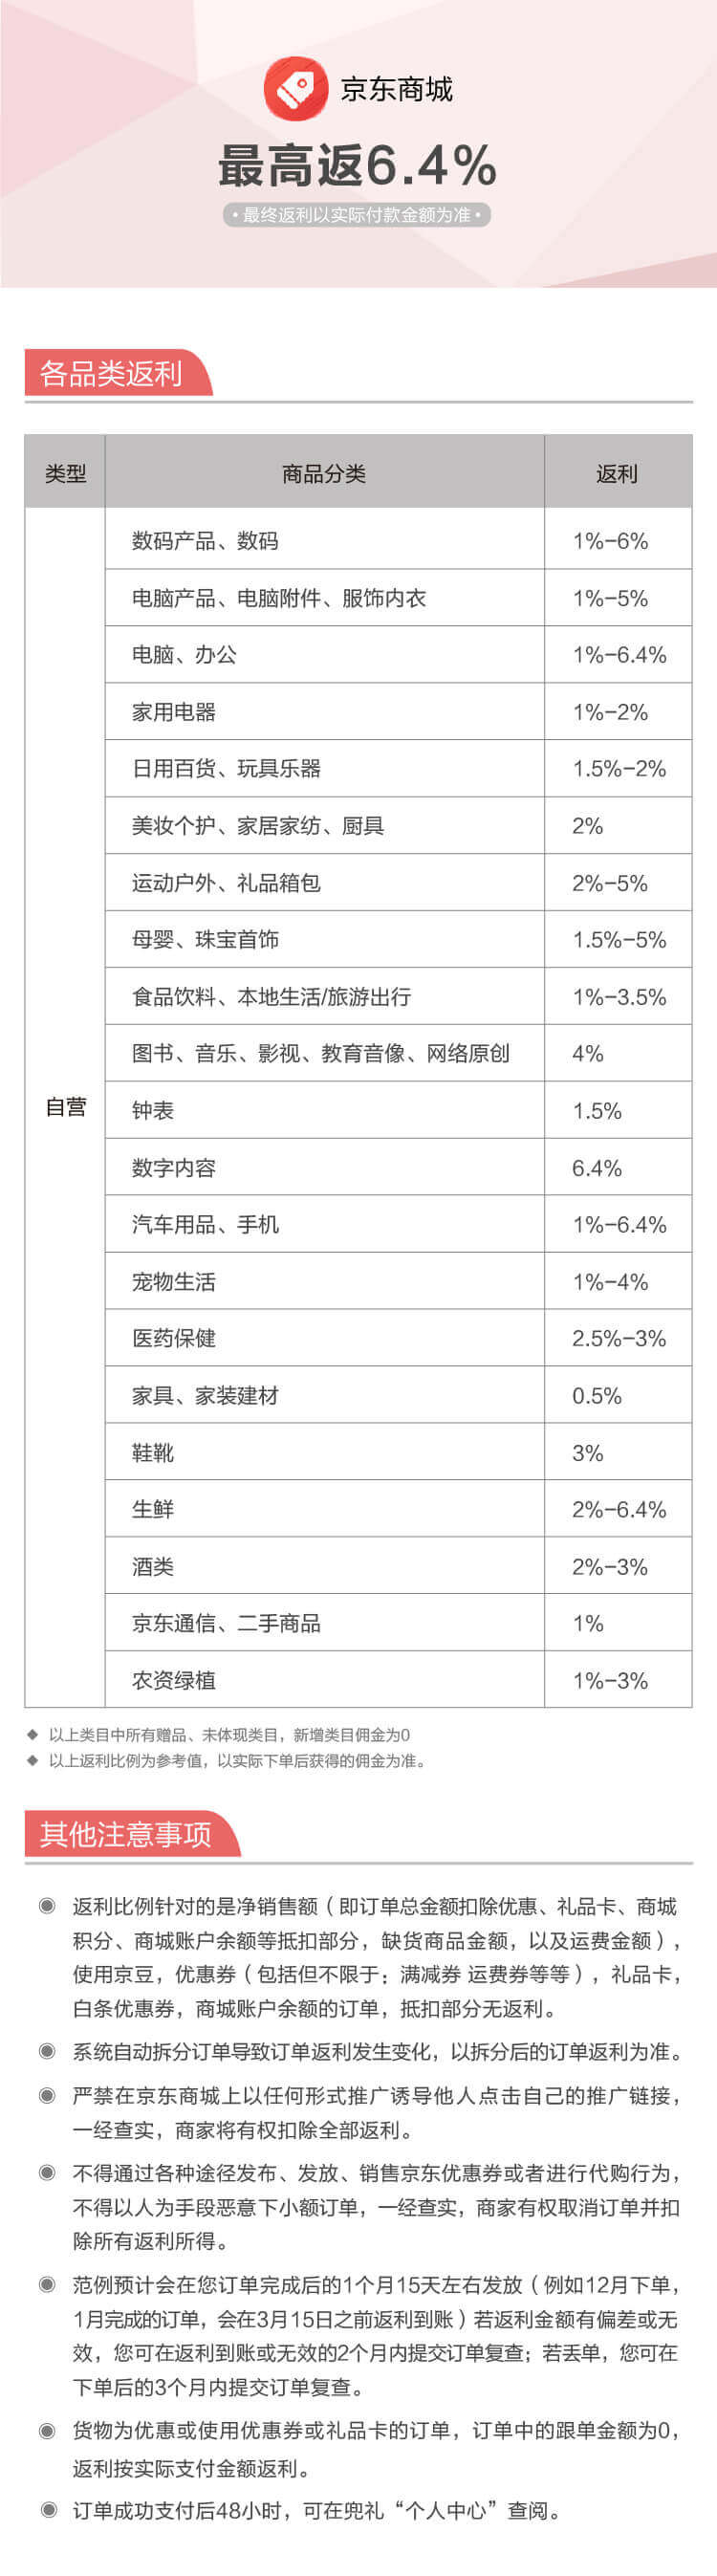 京东商城
最高返6.4%
•最终返利以实际付款金额为准•
各品类返利
类型 商品分类 返利
数码产品、数码 1%-6%
电脑产品、电脑附件、服饰内衣 1%-5%
电脑、办公 1%-6.4%
家用电器 1%-2%
日用百货、玩具乐器 1.5%-2%
美妆个护、家居家纺、厨具 2%
运动户外、礼品箱包 2%-5%
母婴、珠宝首饰 1.5%-5%
食品饮料、本地生活/旅游出行 1%-3.5%
图书、音乐、影视、教育音像、网络原创 4%
自营
钟表 1.5%
数字内容 6.4%
汽车用品、手机 1%-6.4%
宠物生活 1%-4%
医药保健 2.5%-3%
家具、家装建材 0.5%
鞋靴 3%
生鲜 2%-6.4%
酒类 2%-3%
京东通信、二手商品 1%
农资绿植 1%-3%
◆ 以上类目中所有赠品、未体现类目，新增类目佣金为0
◆ 以上返利比例为参考值，以实际下单后获得的佣金为准。
其他注意事项
◉ 返利比例针对的是净销售额（即订单总金额扣除优惠、礼品卡、商城
积分、商城账户余额等抵扣部分，缺货商品金额，以及运费金额），
使用京豆，优惠券（包括但不限于：满减券 运费券等等），礼品卡，
白条优惠券，商城账户余额的订单，抵扣部分无返利。
◉ 系统自动拆分订单导致订单返利发生变化，以拆分后的订单返利为准。
◉ 严禁在京东商城上以任何形式推广诱导他人点击自己的推广链接，
一经查实，商家将有权扣除全部返利。
◉ 不得通过各种途径发布、发放、销售京东优惠券或者进行代购行为，
不得以人为手段恶意下小额订单，一经查实，商家有权取消订单并扣
除所有返利所得。
◉ 范例预计会在您订单完成后的1个月15天左右发放（例如12月下单，
1月完成的订单，会在3月15日之前返利到账）若返利金额有偏差或无
效，您可在返利到账或无效的2个月内提交订单复查；若丢单，您可在
下单后的3个月内提交订单复查。
◉ 货物为优惠或使用优惠券或礼品卡的订单，订单中的跟单金额为0，
返利按实际支付金额返利。
◉ 订单成功支付后48小时，可在兜礼“个人中心”查阅。